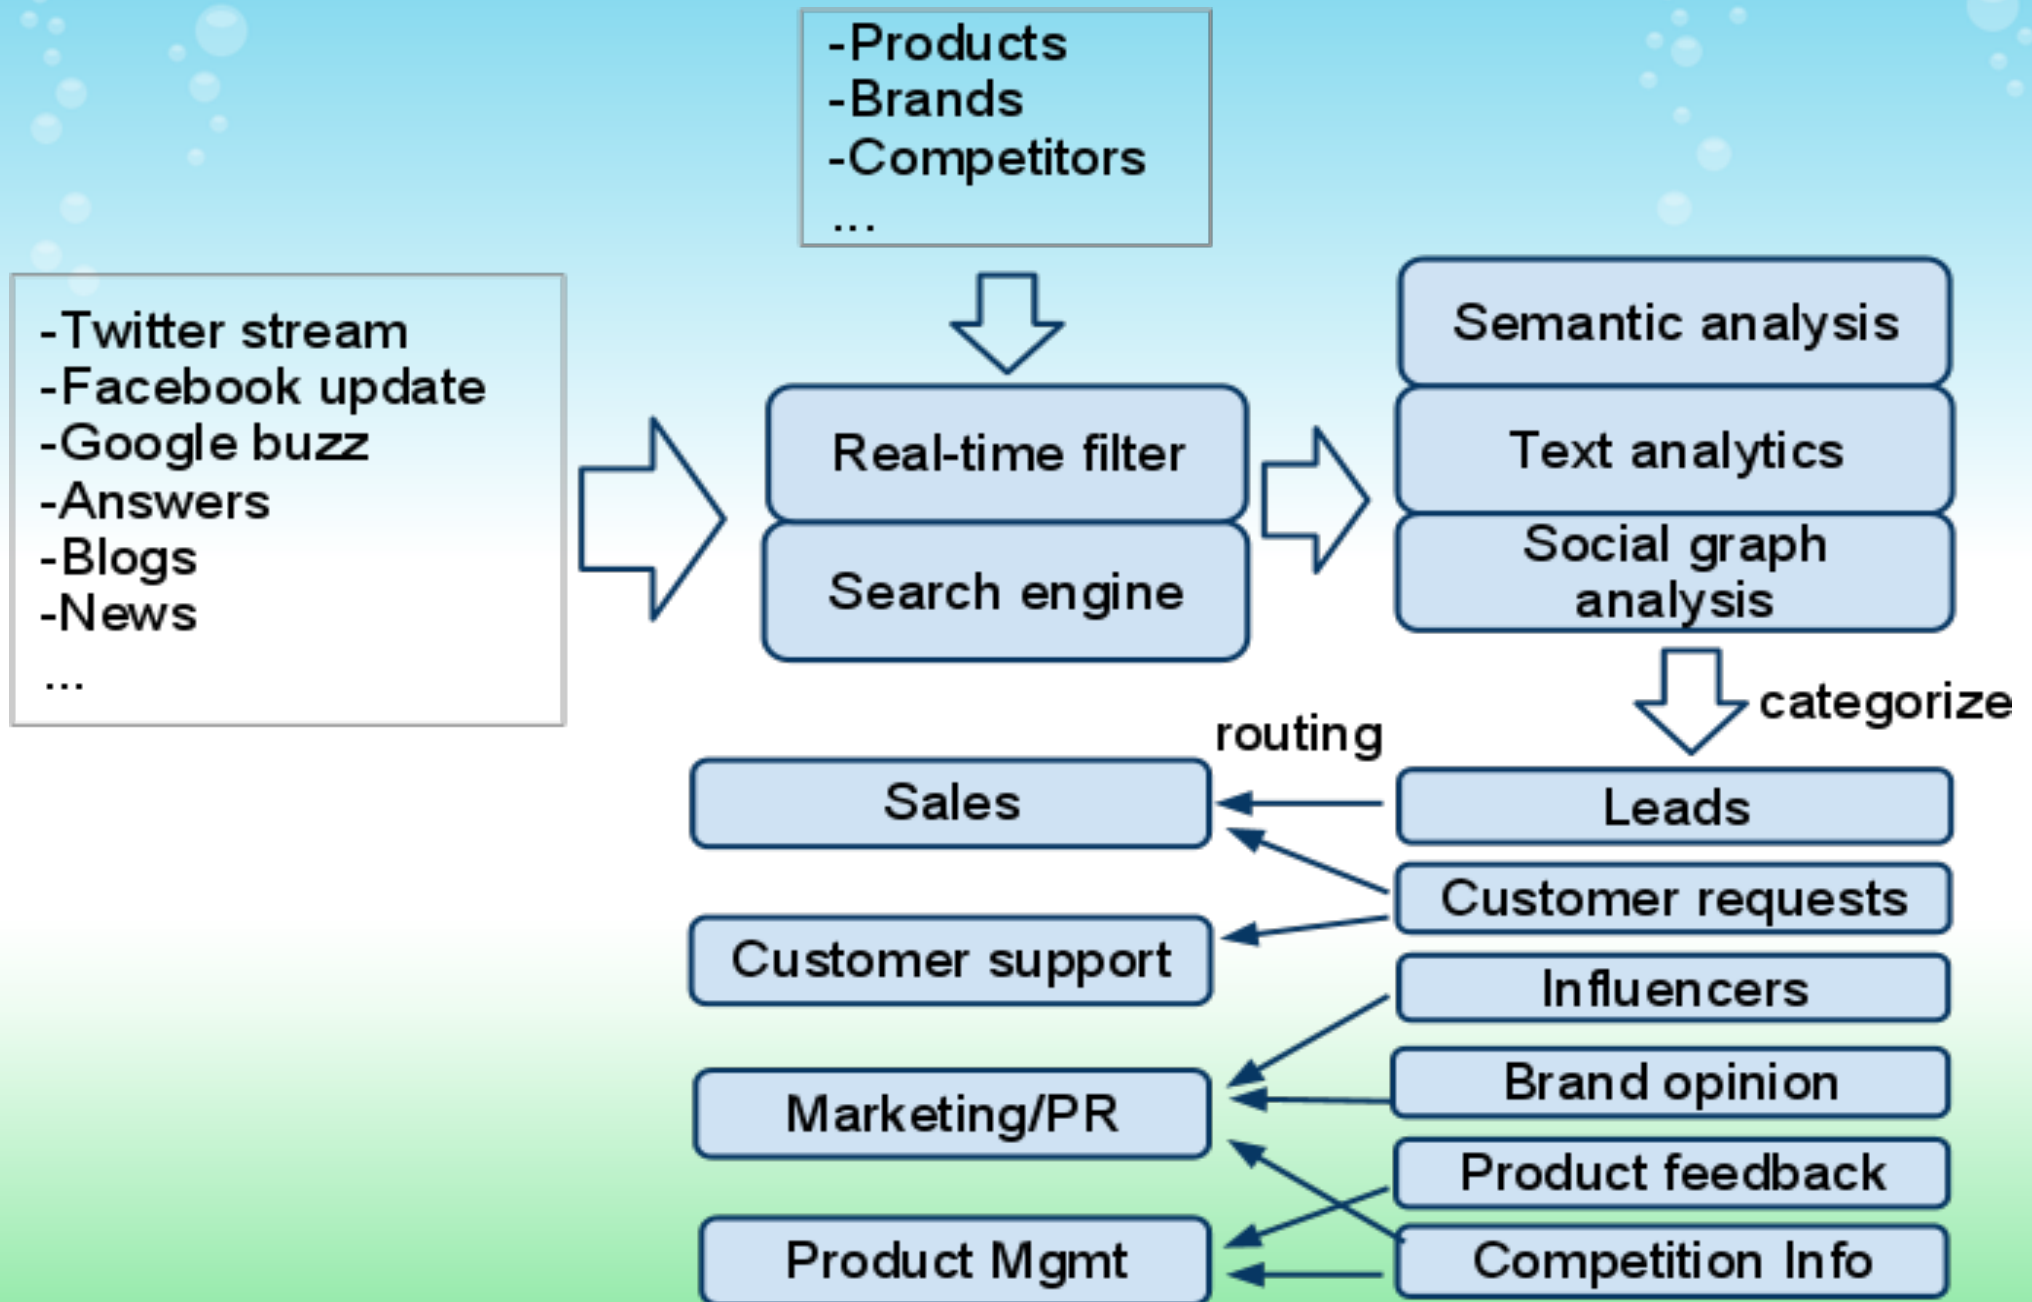 -Products
-Brands
-Competitors
...
-Twitter stream
-Facebook update
-Google buzz
-Answers
-Blogs
-News
...
Real-time filter
Search engine
Semantic analysis
Text analytics
Social graph
analysis
categorize
routing
Sales
Customer support
Marketing/PR
Product Mgmt
Leads
Customer requests
Influencers
Brand opinion
Product feedback
Competition Info